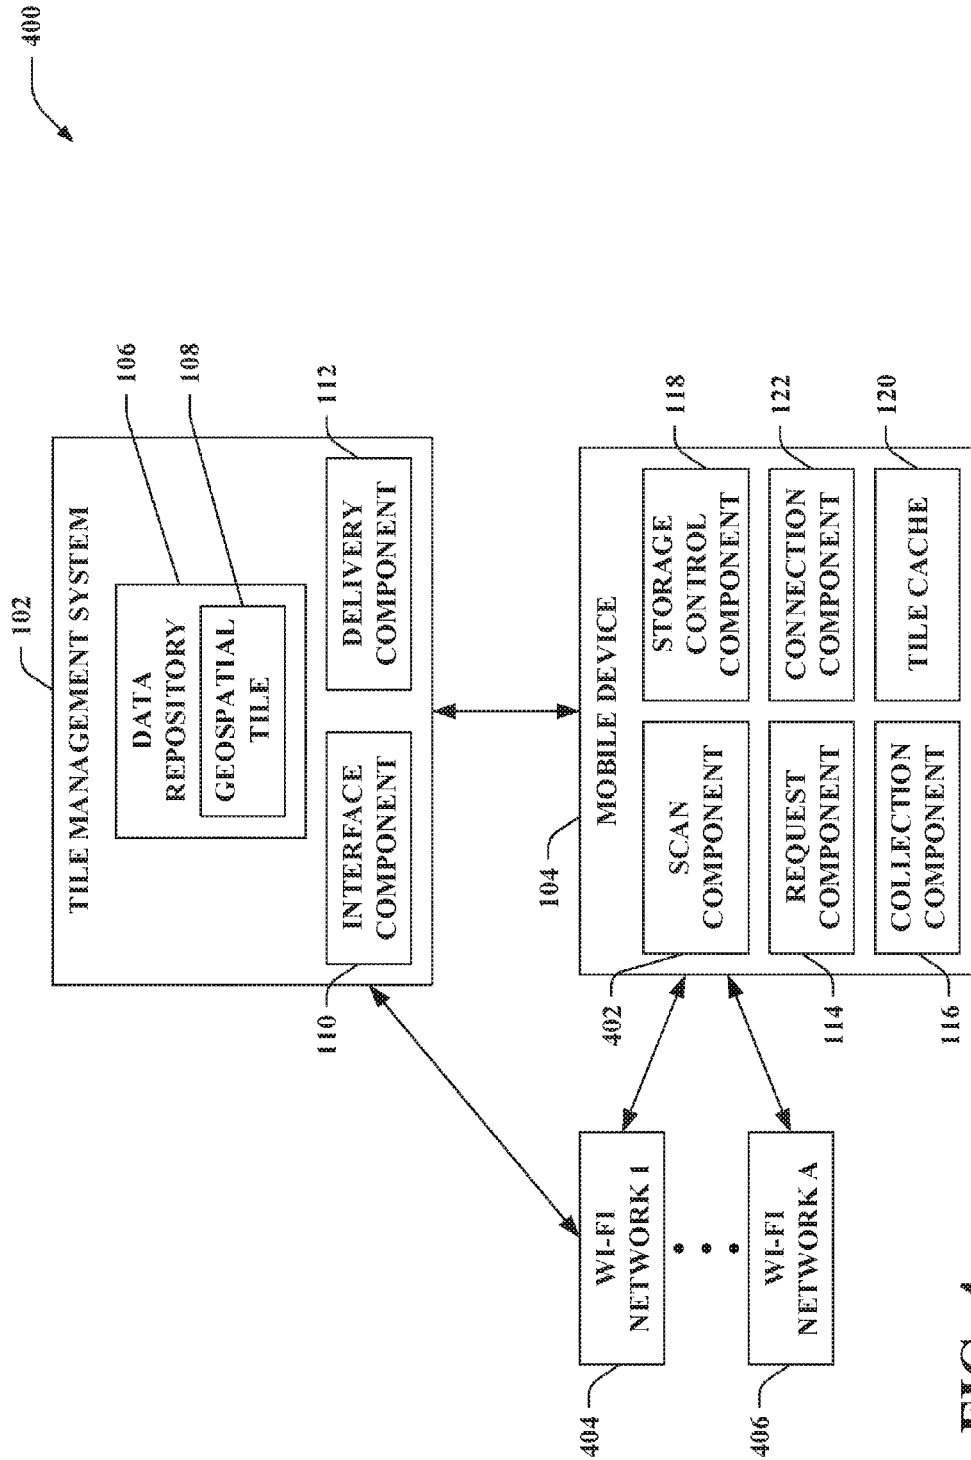 400
102
TILE MANAGEMENT SYSTEM
106
DATA
REPOSITORY
108
GEOSPATIAL
TILE
110
INTERFACE
COMPONENT
112
DELIVERY
COMPONENT
104
MOBILE DEVICE
402
SCAN
COMPONENT
118
STORAGE
CONTROL
COMPONENT
114
REQUEST
COMPONENT
122
CONNECTION
COMPONENT
116
COLLECTION
COMPONENT
120
TILE CACHE
404
WI-FI
NETWORK 1
406
WI-FI
NETWORK A